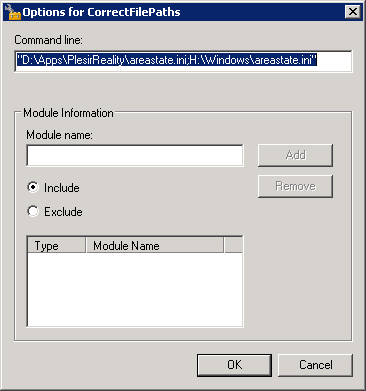 Options for CorrectFilePaths
Command line:
"D:\Apps\PlesirReality\areastate.ini;H:\Windows\areastate.ini"
Module Information
Module name:
Add
Include
Remove
Exclude
Type Module Name
OK Cancel